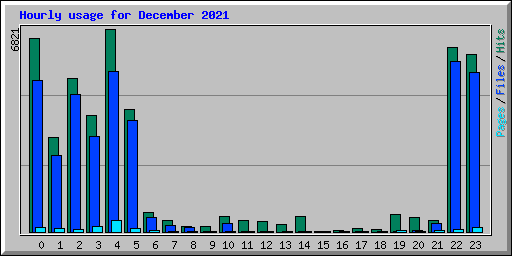 Hourly usage for December 2021
6821
Pages/Files/Hits
0 1 2 3 4 5 6 7 8 9 10 11 12 13 14 15 16 17 18 19 20 21 22 23